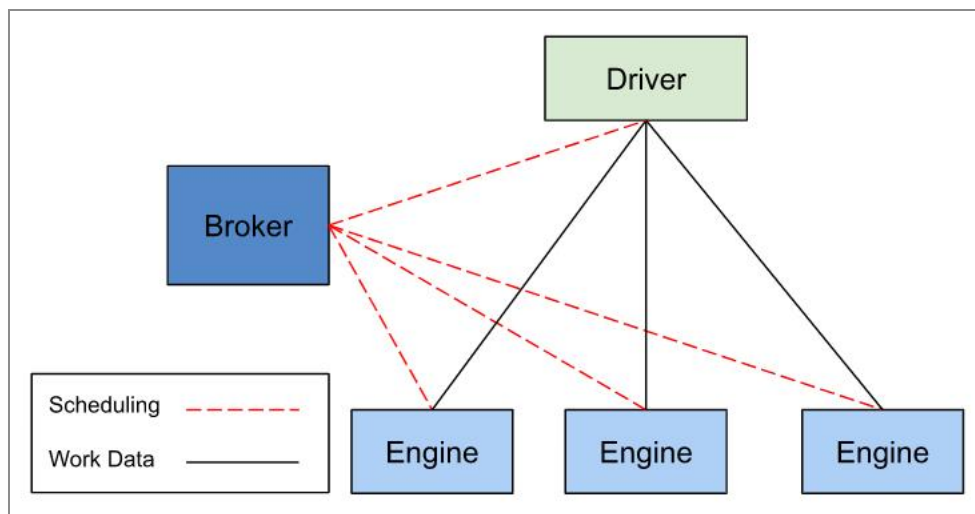 Driver
Broker
Scheduling
Work Data
Engine
Engine
Engine